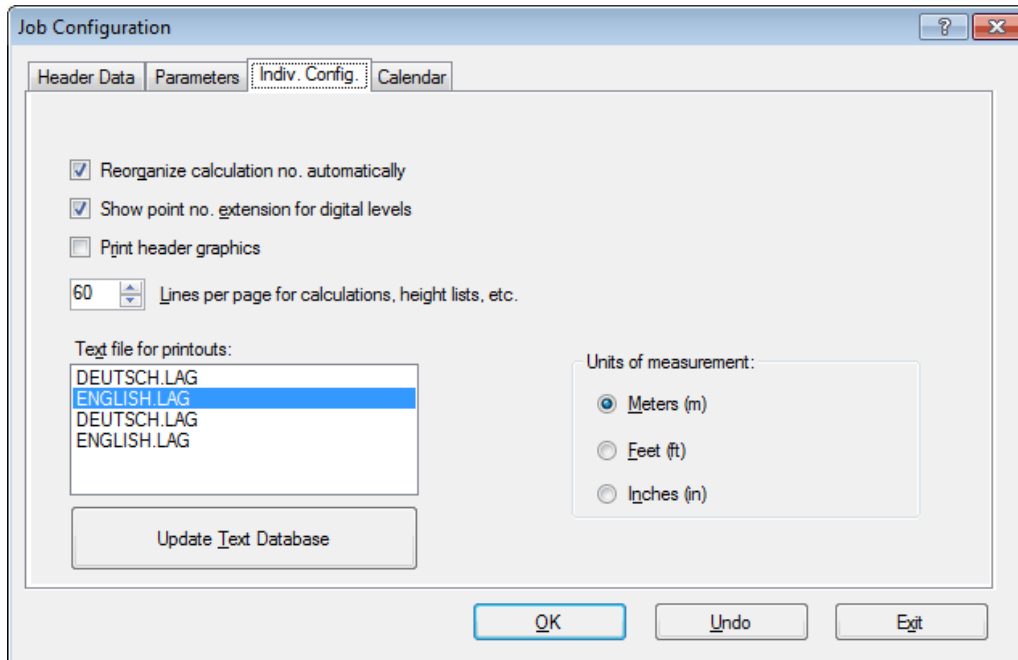 Job Configuration
Header Data Parameters Indiv. Config. Calendar
Reorganize calculation no. automatically
Show point no. extension for digital levels
Print header graphics
60 Lines per page for calculations, height lists, etc.
Text file for printouts:
DEUTSCH.LAG
ENGLISH.LAG
DEUTSCH.LAG
ENGLISH.LAG
Update Text Database
Units of measurement:
Meters (m)
Feet (ft)
Inches (in)
OK Undo Exit